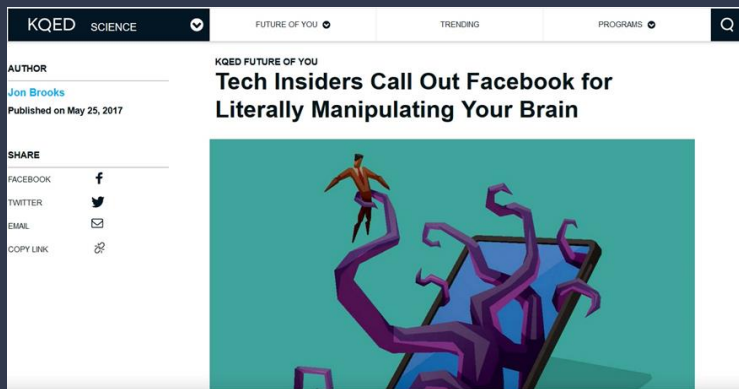 KQED SCIENCE
FUTURE OF YOU
TRENDING
PROGRAMS
AUTHOR
Jon Brooks
Published on May 25, 2017
SHARE
FACEBOOK
TWITTER
EMAIL
COPY LINK
KQED FUTURE OF YOU
Tech Insiders Call Out Facebook for
Literally Manipulating Your Brain